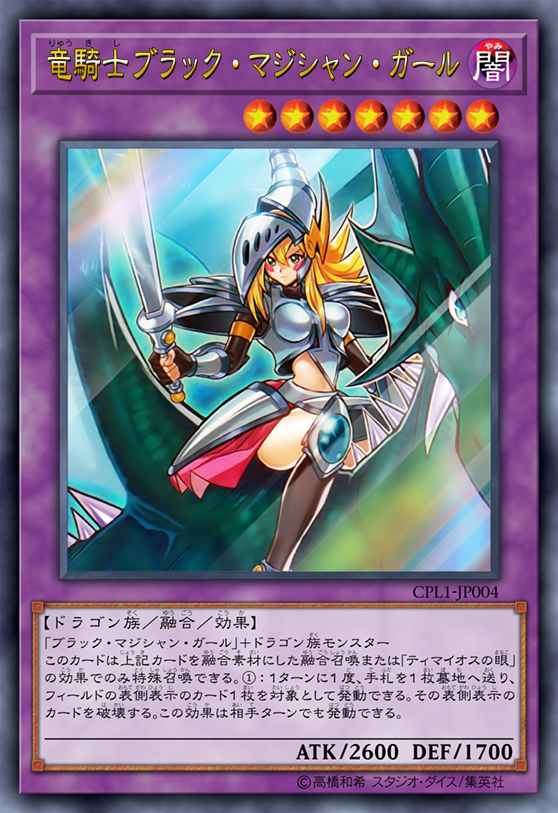 竜騎士ブラック・マジシャン・ガール
闇
CPL1-JP004
【ドラゴン族／融合／効果】
「ブラック・マジシャン・ガール」＋ドラゴン族モンスター
このカードは上記カードを融合素材にした融合召喚または「ティマイオスの眼」
の効果でのみ特殊召喚できる。①：1ターンに1度、手札を1枚墓地へ送り、
フィールドの表側表示のカード1枚を対象として発動できる。その表側表示の
カードを破壊する。この効果は相手ターンでも発動できる。
ATK/2600 DEF/1700
©高橋和希 スタジオ・ダイス/集英社